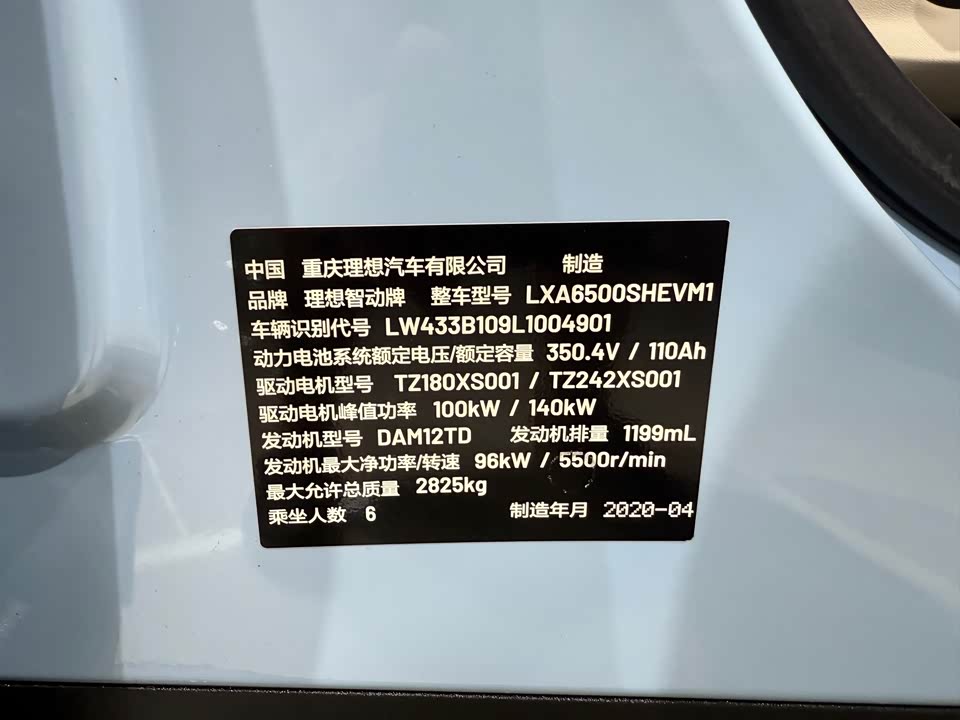 中国 重庆理想汽车有限公司 制造
品牌 理想智动牌 整车型号 LXA6500SHEVM1
车辆识别代号 LW433B109L1004901
动力电池系统额定电压/额定容量 350.4V / 110Ah
驱动电机型号 TZ180XS001 / TZ242XS001
驱动电机峰值功率 100kW / 140kW
发动机型号 DAM12TD 发动机排量 1199mL
发动机最大净功率/转速 96kW / 5500r/min
最大允许总质量 2825kg
乘坐人数 6 制造年月 2020-04